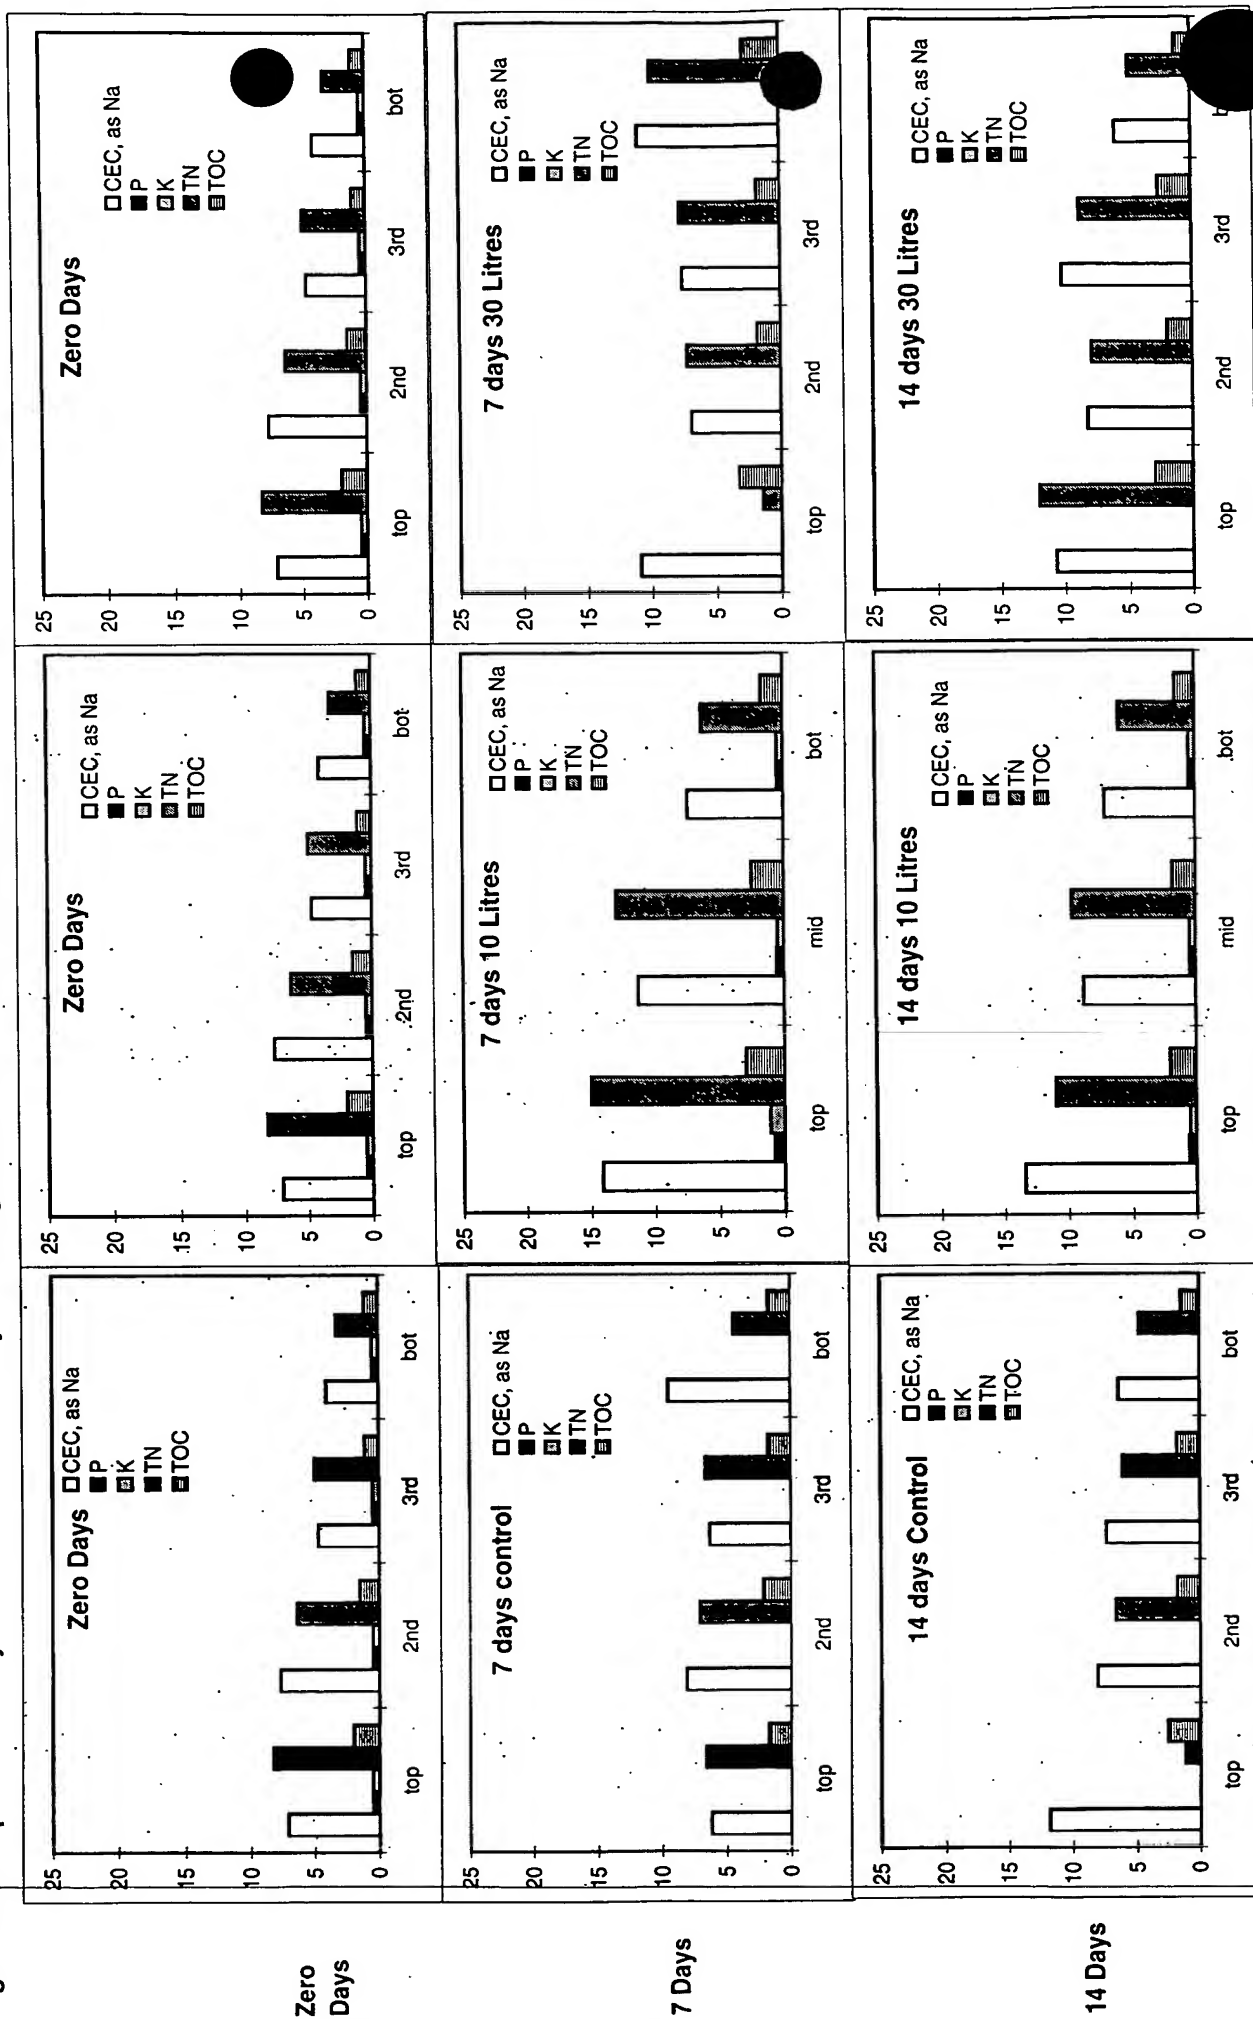 Zero
Days
Zero Days
CEC, as Na
P
K
TN
TOC
25
20
15
10
5
0
top
2nd
3rd
bot
Zero Days
CEC, as Na
P
K
TN
TOC
25
20
15
10
5
0
top
2nd
3rd
bot
Zero Days
CEC, as Na
P
K
TN
TOC
25
20
15
10
5
0
top
2nd
3rd
bot
7 Days
7 days control
CEC, as Na
P
K
TN
TOC
25
20
15
10
5
0
top
2nd
3rd
bot
7 days 10 Litres
CEC, as Na
P
K
TN
TOC
25
20
15
10
5
0
top
mid
bot
7 days 30 Litres
CEC, as Na
P
K
TN
TOC
25
20
15
10
5
0
top
2nd
3rd
14 Days
14 days Control
CEC, as Na
P
K
TN
TOC
25
20
15
10
5
0
top
2nd
3rd
bot
14 days 10 Litres
CEC, as Na
P
K
TN
TOC
25
20
15
10
5
0
top
mid
bot
14 days 30 Litres
CEC, as Na
P
K
TN
TOC
25
20
15
10
5
0
top
2nd
3rd